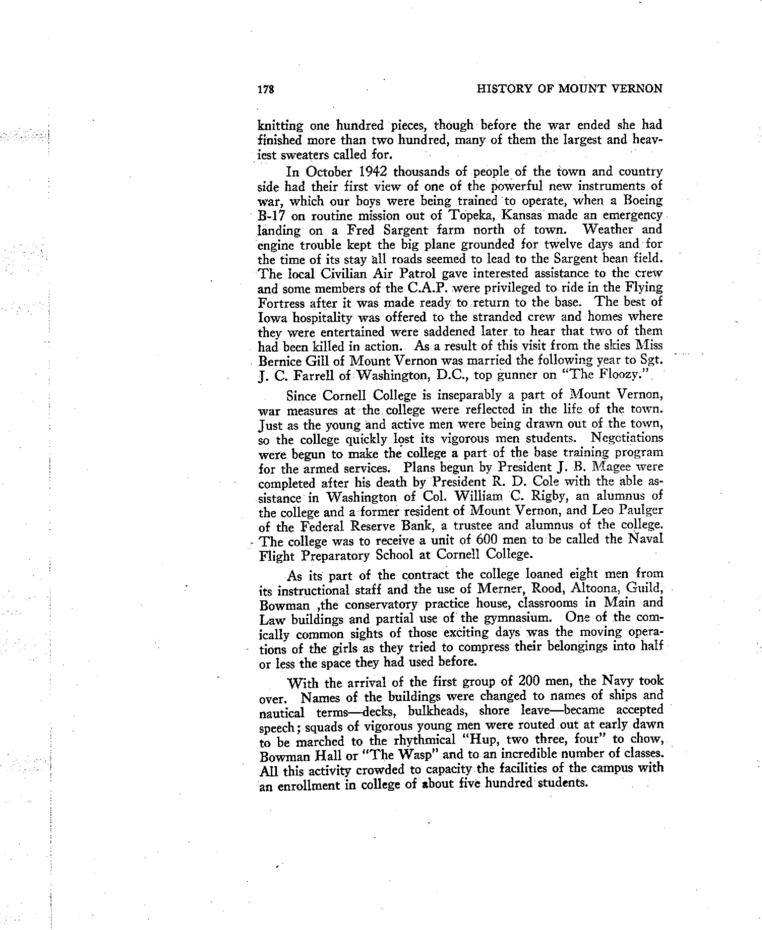 178 HISTORY OF MOUNT VERNON
knitting one hundred pieces, though before the war ended she had
finished more than two hundred, many of them the largest and heav-
iest sweaters called for.
In October 1942 thousands of people of the town and country
side had their first view of one of the powerful new instruments of
war, which our boys were being trained to operate, when a Boeing
B-17 on routine mission out of Topeka, Kansas made an emergency
landing on a Fred Sargent farm north of town. Weather and
engine trouble kept the big plane grounded for twelve days and for
the time of its stay all roads seemed to lead to the Sargent bean field.
The local Civilian Air Patrol gave interested assistance to the crew
and some members of the C.A.P. were privileged to ride in the Flying
Fortress after it was made ready to return to the base. The best of
Iowa hospitality was offered to the stranded crew and homes where
they were entertained were saddened later to hear that two of them
had been killed in action. As a result of this visit from the skies Miss
Bernice Gill of Mount Vernon was married the following year to Sgt.
J. C. Farrell of Washington, D.C., top gunner on "The Floozy."
Since Cornell College is inseparably a part of Mount Vernon,
war measures at the college were reflected in the life of the town.
Just as the young and active men were being drawn out of the town,
so the college quickly lost its vigorous men students. Negotiations
were begun to make the college a part of the base training program
for the armed services. Plans begun by President J. B. Magee were
completed after his death by President R. D. Cole with the able as-
sistance in Washington of Col. William C. Rigby, an alumnus of
the college and a former resident of Mount Vernon, and Leo Paulger
of the Federal Reserve Bank, a trustee and alumnus of the college.
The college was to receive a unit of 600 men to be called the Naval
Flight Preparatory School at Cornell College.
As its part of the contract the college loaned eight men from
its instructional staff and the use of Merner, Rood, Altoona, Guild,
Bowman ,the conservatory practice house, classrooms in Main and
Law buildings and partial use of the gymnasium. One of the com-
ically common sights of those exciting days was the moving opera-
tions of the girls as they tried to compress their belongings into half
or less the space they had used before.
With the arrival of the first group of 200 men, the Navy took
over. Names of the buildings were changed to names of ships and
nautical terms—decks, bulkheads, shore leave—became accepted
speech; squads of vigorous young men were routed out at early dawn
to be marched to the rhythmical "Hup, two three, four" to chow,
Bowman Hall or "The Wasp" and to an incredible number of classes.
All this activity crowded to capacity the facilities of the campus with
an enrollment in college of about five hundred students.